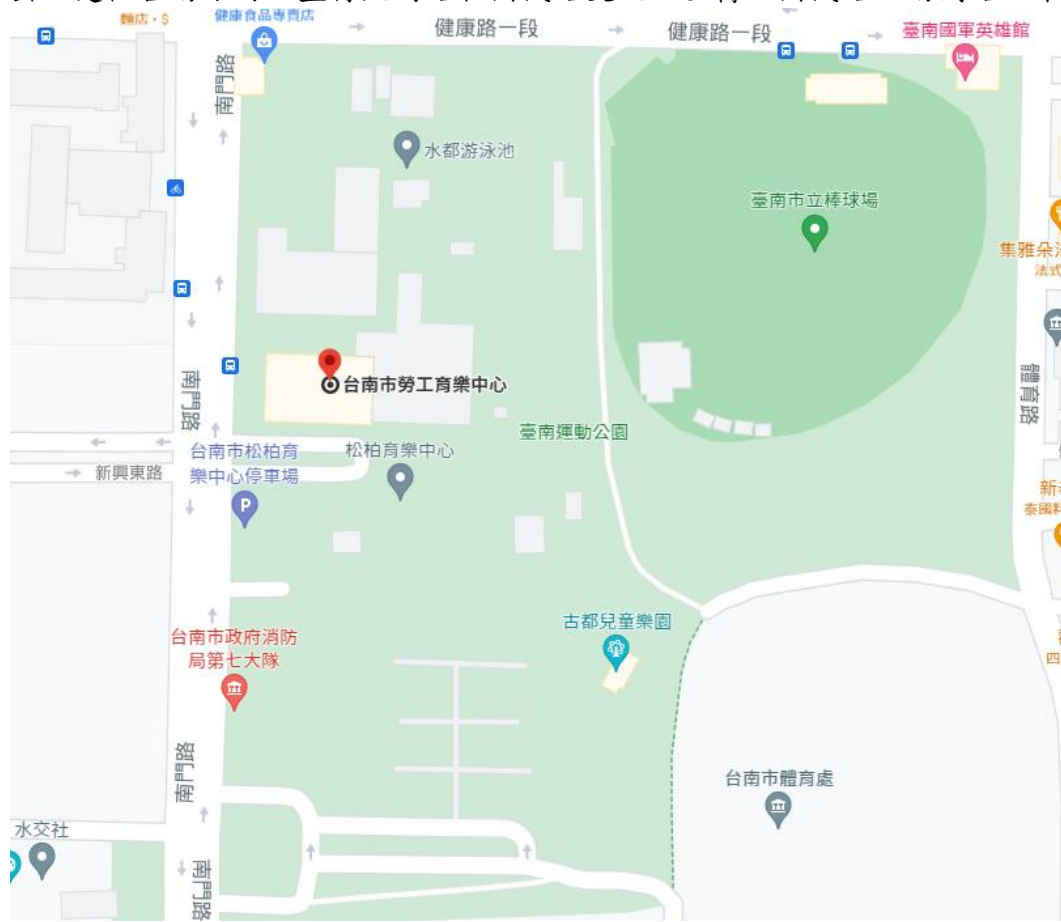 麵店・$
健康食品專賣店
健康路一段
健康路一段
臺南國軍英雄館
南門路
水都游泳池
臺南市立棒球場
集雅朵
法式
南門路
台南市勞工育樂中心
體育路
臺南運動公園
台南市松柏育
樂中心停車場
松柏育樂中心
新興東路
P
泰國料
古都兒童樂園
台南市政府消防
局第七大隊
四
南門路
台南市體育處
水交社
南門路